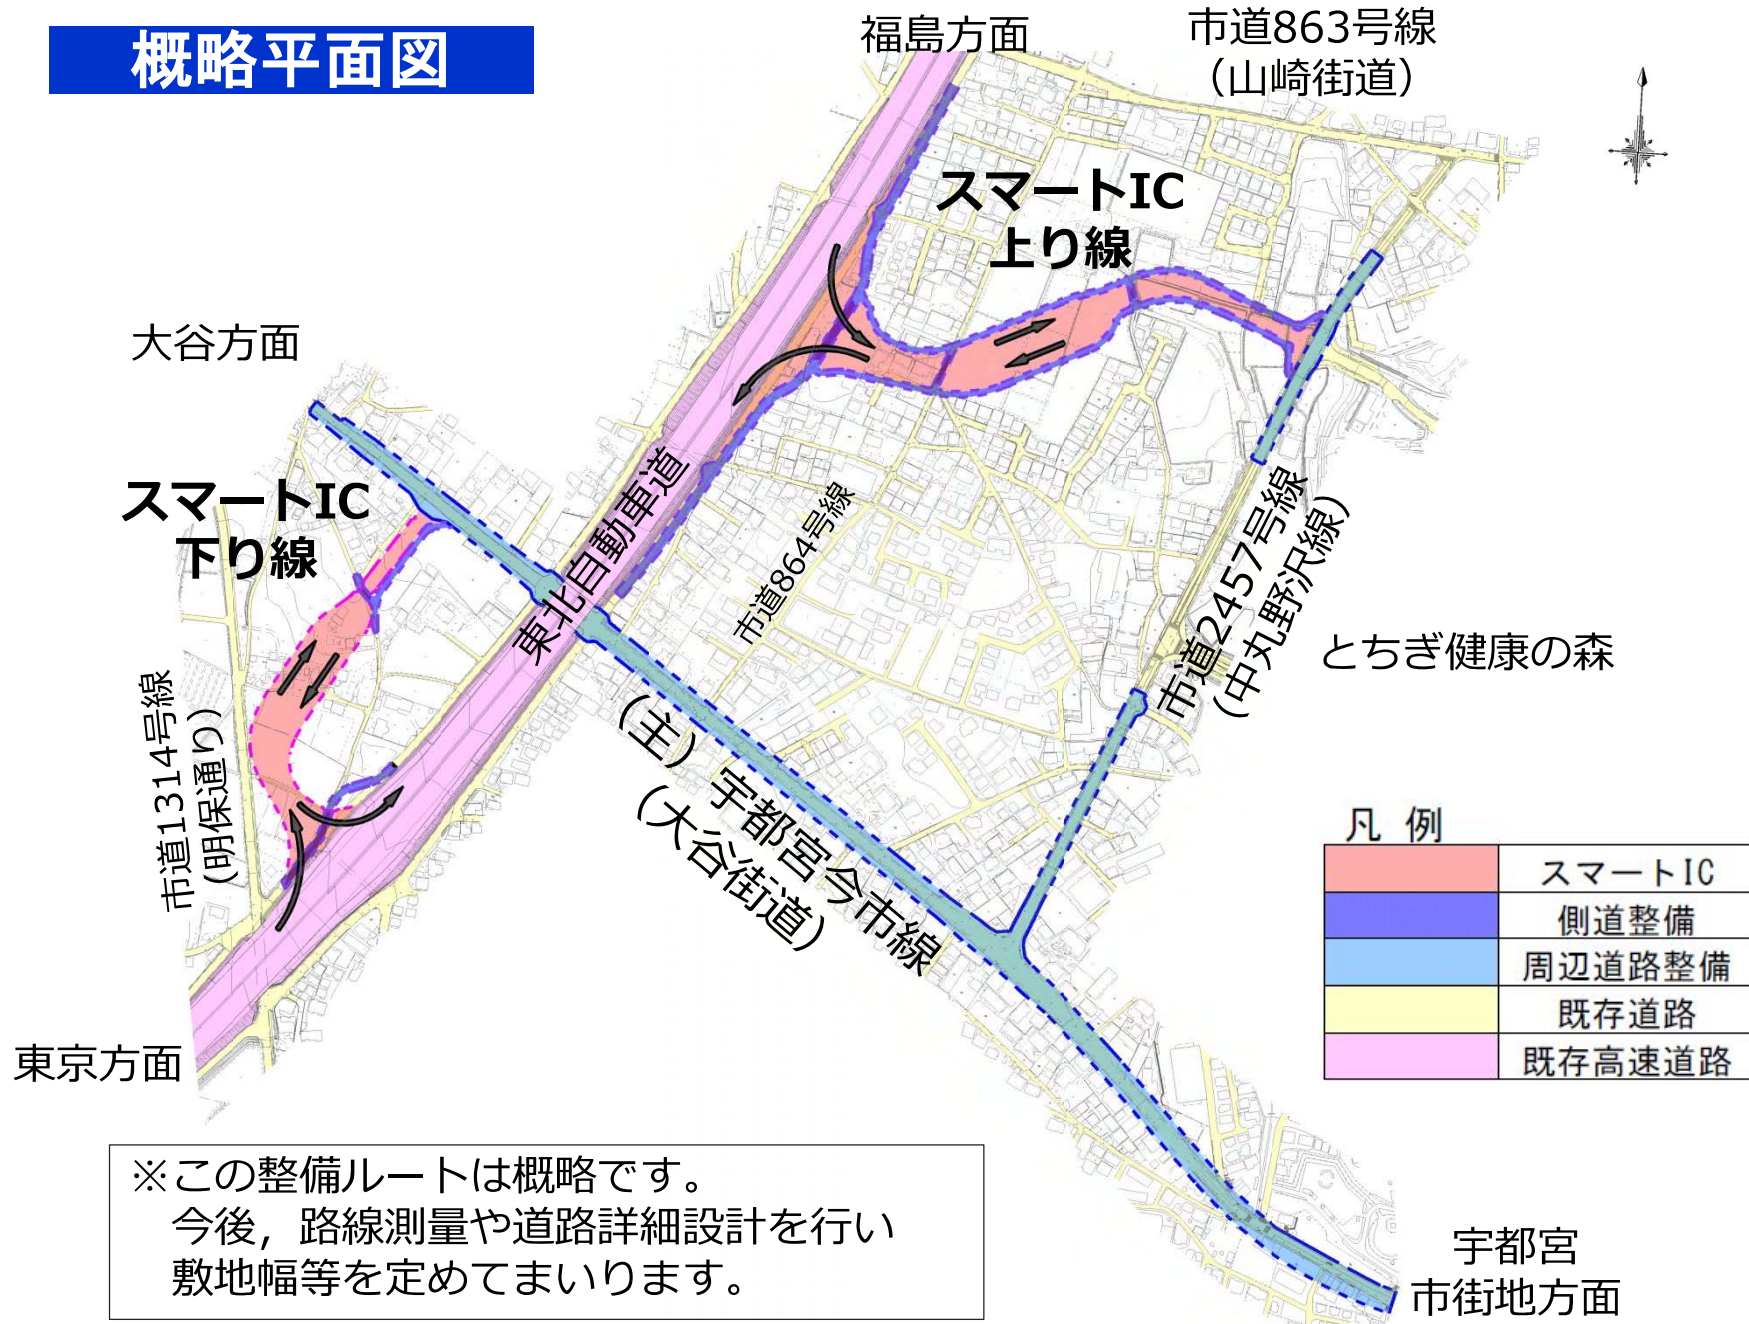 概略平面図
福島方面
市道863号線
（山崎街道）
スマートIC
上り線
大谷方面
スマートIC
下り線
東北自動車道
市道864号線
市道2457号線
（中丸野沢線）
とちぎ健康の森
市道1314号線
（明保通り）
（主）宇都宮今市線
（大谷街道）
東京方面
凡 例
スマートIC
側道整備
周辺道路整備
既存道路
既存高速道路
※この整備ルートは概略です。
今後，路線測量や道路詳細設計を行い
敷地幅等を定めてまいります。
宇都宮
市街地方面